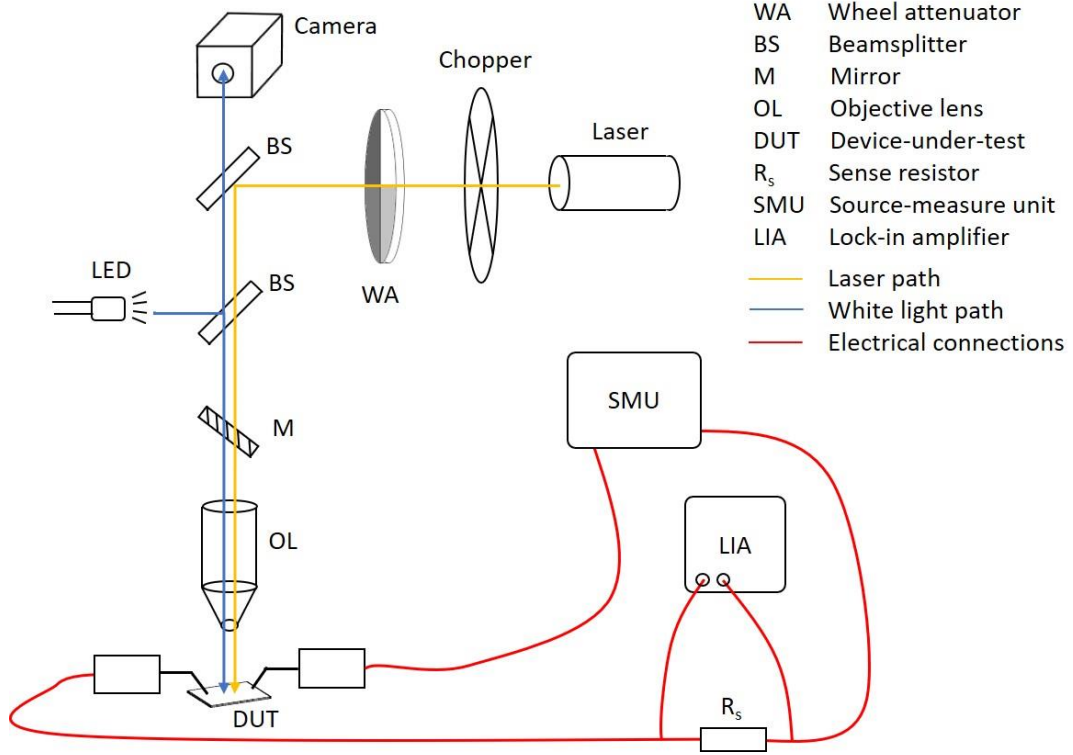 Camera
Chopper
Laser
BS
WA
LED
BS
M
OL
DUT
SMU
LIA
Rs
WA Wheel attenuator
BS Beamsplitter
M Mirror
OL Objective lens
DUT Device-under-test
Rs Sense resistor
SMU Source-measure unit
LIA Lock-in amplifier
Laser path
White light path
Electrical connections